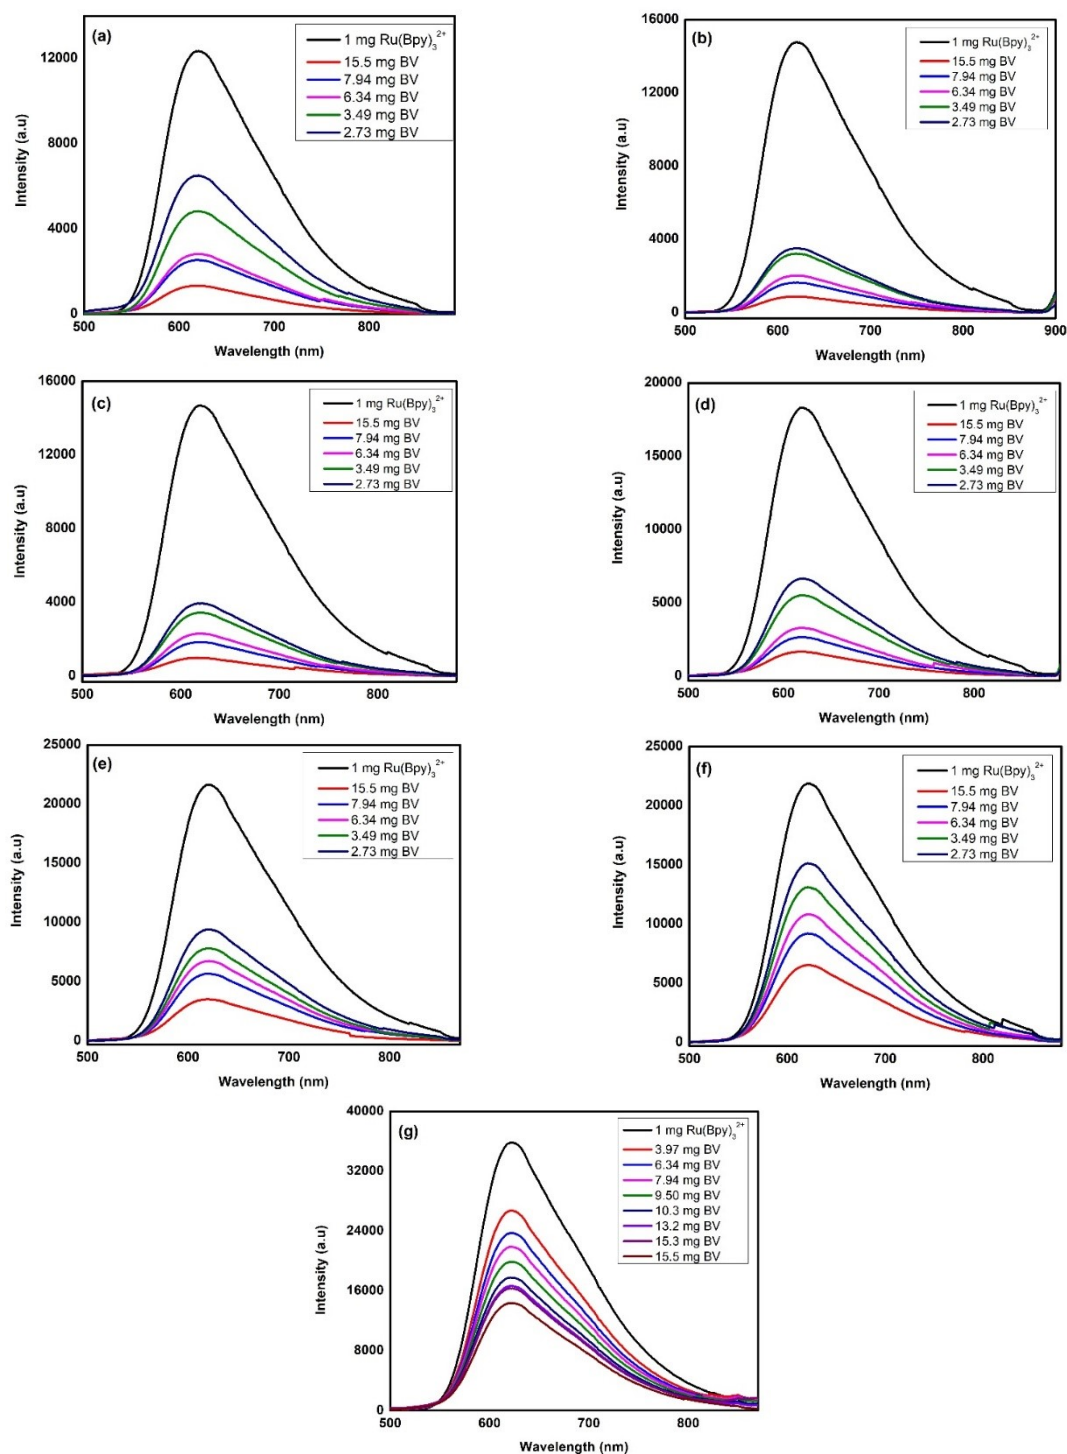 (a)
1 mg Ru(Bpy)₃²⁺
15.5 mg BV
7.94 mg BV
6.34 mg BV
3.49 mg BV
2.73 mg BV
12000
8000
4000
0
500 600 700 800
Intensity (a.u)
Wavelength (nm)
(b)
1 mg Ru(Bpy)₃²⁺
15.5 mg BV
7.94 mg BV
6.34 mg BV
3.49 mg BV
2.73 mg BV
16000
12000
8000
4000
0
500 600 700 800 900
Intensity (a.u)
Wavelength (nm)
(c)
1 mg Ru(Bpy)₃²⁺
15.5 mg BV
7.94 mg BV
6.34 mg BV
3.49 mg BV
2.73 mg BV
16000
12000
8000
4000
0
500 600 700 800
Intensity (a.u)
Wavelength (nm)
(d)
1 mg Ru(Bpy)₃²⁺
15.5 mg BV
7.94 mg BV
6.34 mg BV
3.49 mg BV
2.73 mg BV
20000
15000
10000
5000
0
500 600 700 800
Intensity (a.u)
Wavelength (nm)
(e)
1 mg Ru(Bpy)₃²⁺
15.5 mg BV
7.94 mg BV
6.34 mg BV
3.49 mg BV
2.73 mg BV
25000
20000
15000
10000
5000
0
500 600 700 800
Intensity (a.u)
Wavelength (nm)
(f)
1 mg Ru(Bpy)₃²⁺
15.5 mg BV
7.94 mg BV
6.34 mg BV
3.49 mg BV
2.73 mg BV
25000
20000
15000
10000
5000
0
500 600 700 800
Intensity (a.u)
Wavelength (nm)
(g)
1 mg Ru(Bpy)₃²⁺
3.97 mg BV
6.34 mg BV
7.94 mg BV
9.50 mg BV
10.3 mg BV
13.2 mg BV
15.3 mg BV
15.5 mg BV
40000
32000
24000
16000
8000
0
500 600 700 800
Intensity (a.u)
Wavelength (nm)